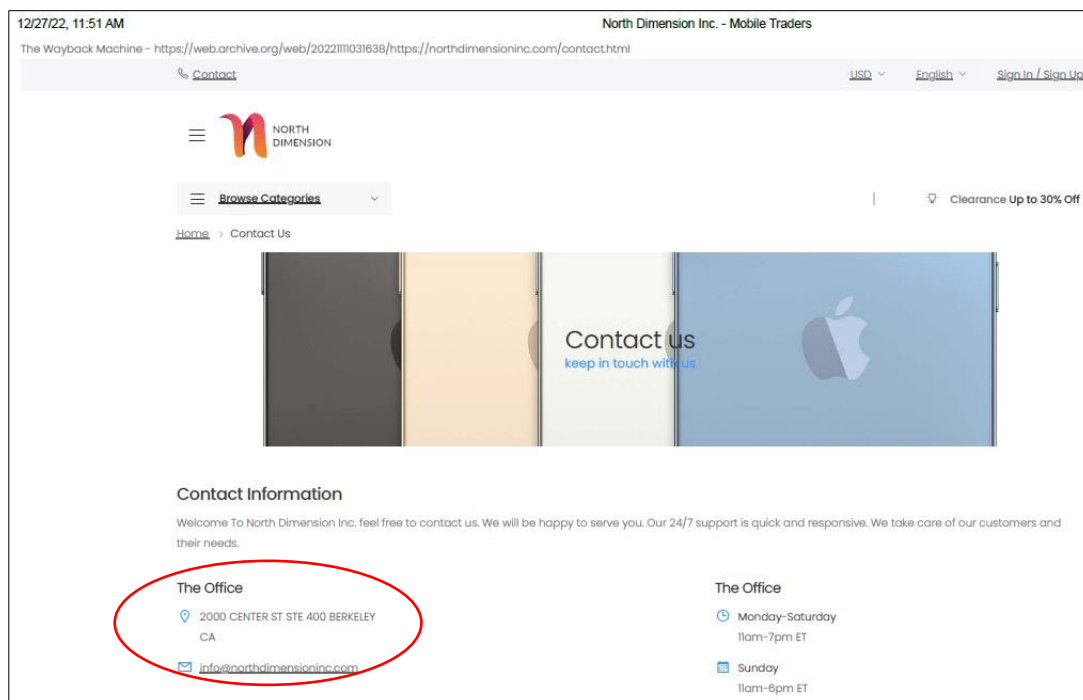 12/27/22, 11:51 AM North Dimension Inc. - Mobile Traders
The Wayback Machine - https://web.archive.org/web/20221111031638/https://northdimensioninc.com/contact.html
Contact USD English Sign In / Sign Up
NORTH
DIMENSION
Browse Categories | Clearance Up to 30% Off
Home > Contact Us
Contact us
keep in touch with us
Contact Information
Welcome To North Dimension Inc. feel free to contact us. We will be happy to serve you. Our 24/7 support is quick and responsive. We take care of our customers and
their needs.
The Office
2000 CENTER ST STE 400 BERKELEY
CA
info@northdimensioninc.com
The Office
Monday-Saturday
11am-7pm ET
Sunday
11am-6pm ET